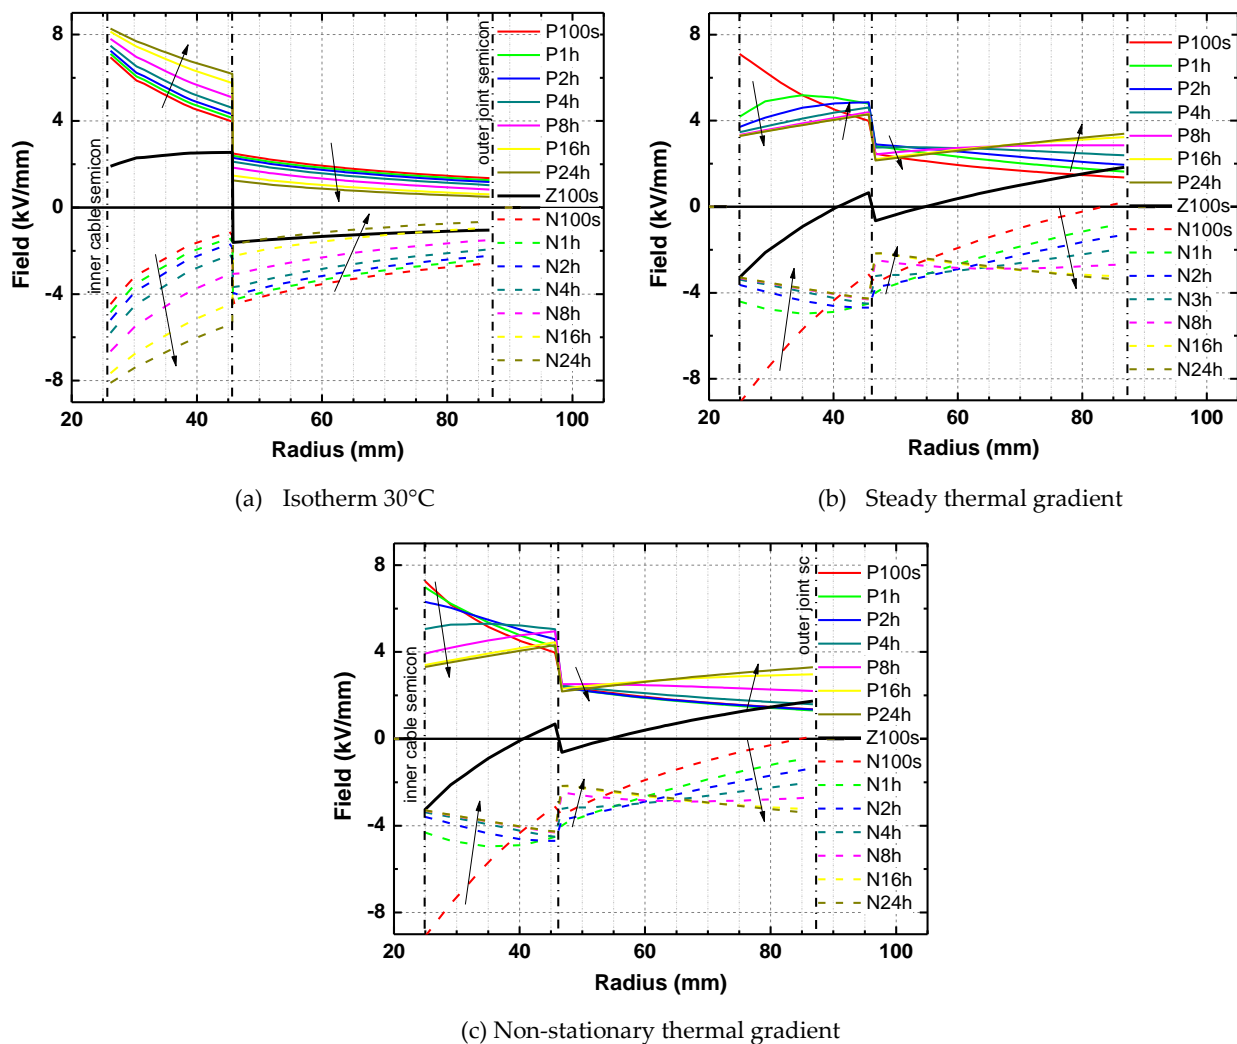 8
4
0
-4
-8
Field (kV/mm)
inner cable semicon
outer joint semicon
P100s
P1h
P2h
P4h
P8h
P16h
P24h
Z100s
N100s
N1h
N2h
N4h
N8h
N16h
N24h
20 40 60 80 100
Radius (mm)
(a) Isotherm 30°C
8
4
0
-4
-8
Field (kV/mm)
P100s
P1h
P2h
P4h
P8h
P16h
P24h
Z100s
N100s
N1h
N2h
N3h
N8h
N16h
N24h
20 40 60 80 100
Radius (mm)
(b) Steady thermal gradient
8
4
0
-4
-8
Field (kV/mm)
inner cable semicon
outer joint sc
P100s
P1h
P2h
P4h
P8h
P16h
P24h
Z100s
N100s
N1h
N2h
N4h
N8h
N16h
N24h
20 40 60 80 100
Radius (mm)
(c) Non-stationary thermal gradient